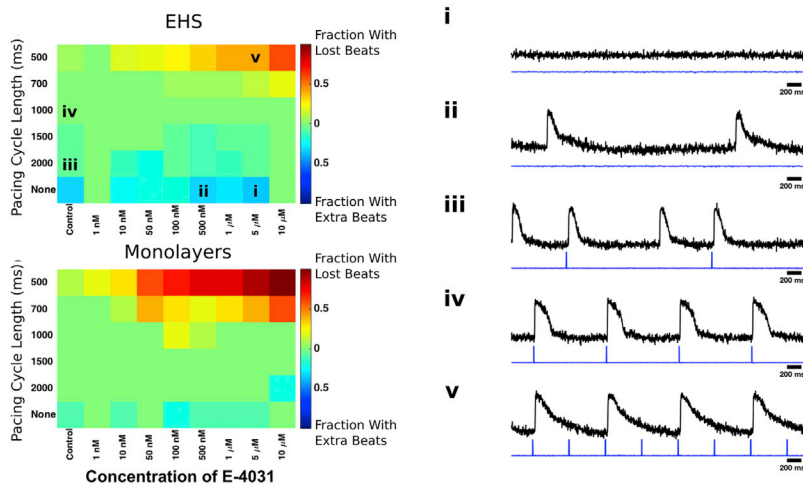 EHS
Pacing Cycle Length (ms)
500
700
1000
1500
2000
None
v
iv
iii
ii
i
Control
1 nM
10 nM
50 nM
100 nM
500 nM
1 μM
5 μM
10 μM
Fraction With
Lost Beats
0.5
0
0.5
Fraction With
Extra Beats
Monolayers
Pacing Cycle Length (ms)
500
700
1000
1500
2000
None
Control
1 nM
10 nM
50 nM
100 nM
500 nM
1 μM
5 μM
10 μM
Fraction With
Lost Beats
0.5
0
0.5
Fraction With
Extra Beats
Concentration of E-4031
i
200 ms
ii
200 ms
iii
200 ms
iv
200 ms
v
200 ms